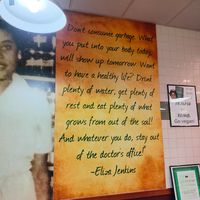 Don't consume garbage. What
you put into your body today,
will show up tomorrow. Want
to have a healthy life? Drink
plenty of water, get plenty of
rest and eat plenty of what
grows from out of the soil!
And whatever you do, stay out
of the doctor's office!
~Eliza Jenkins
Go vegan!